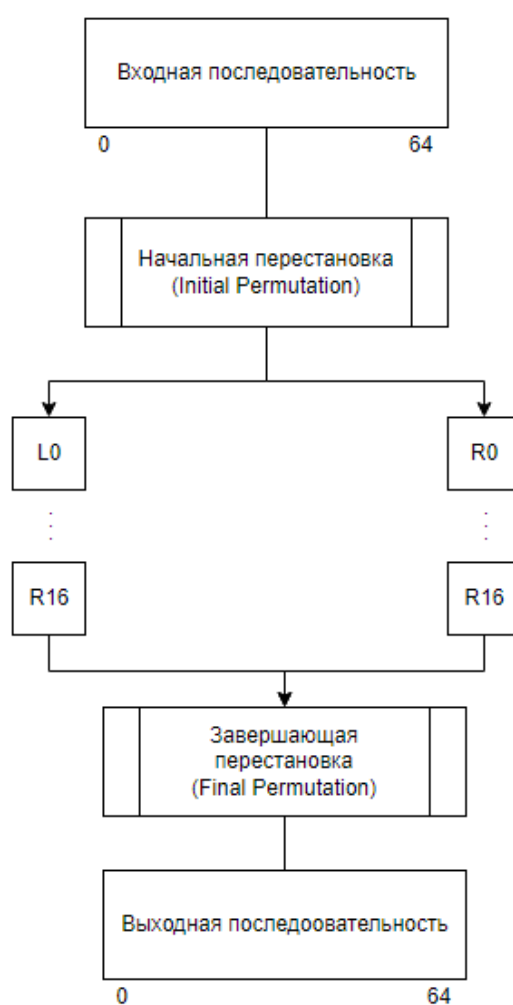 Входная последовательность
0 64
Начальная перестановка
(Initial Permutation)
L0 R0
R16 R16
Завершающая
перестановка
(Final Permutation)
Выходная последоовательность
0 64